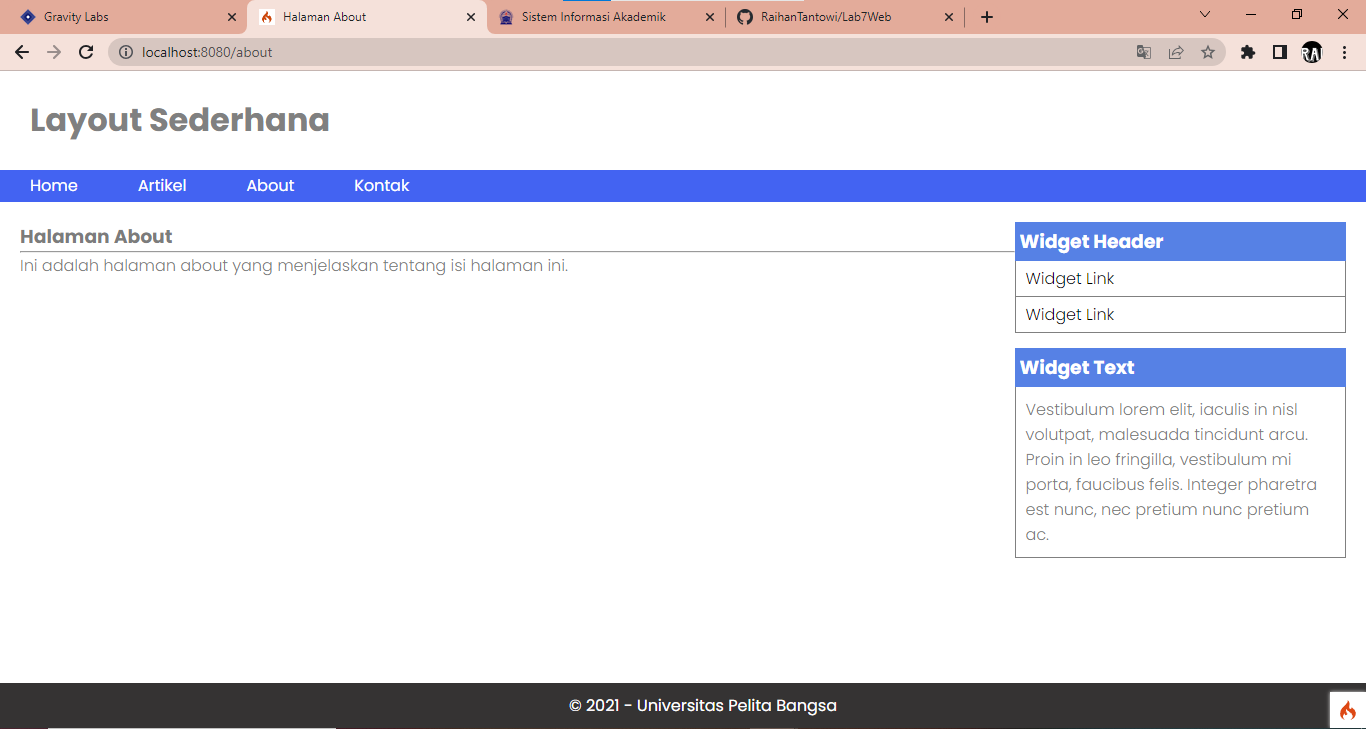 Gravity Labs
Halaman About
Sistem Informasi Akademik
RaihanTantowi/Lab7Web
localhost:8080/about
RAI
Layout Sederhana
Home
Artikel
About
Kontak
Halaman About
Ini adalah halaman about yang menjelaskan tentang isi halaman ini.
Widget Header
Widget Link
Widget Link
Widget Text
Vestibulum lorem elit, iaculis in nisl
volutpat, malesuada tincidunt arcu.
Proin in leo fringilla, vestibulum mi
porta, faucibus felis. Integer pharetra
est nunc, nec pretium nunc pretium
ac.
© 2021 - Universitas Pelita Bangsa